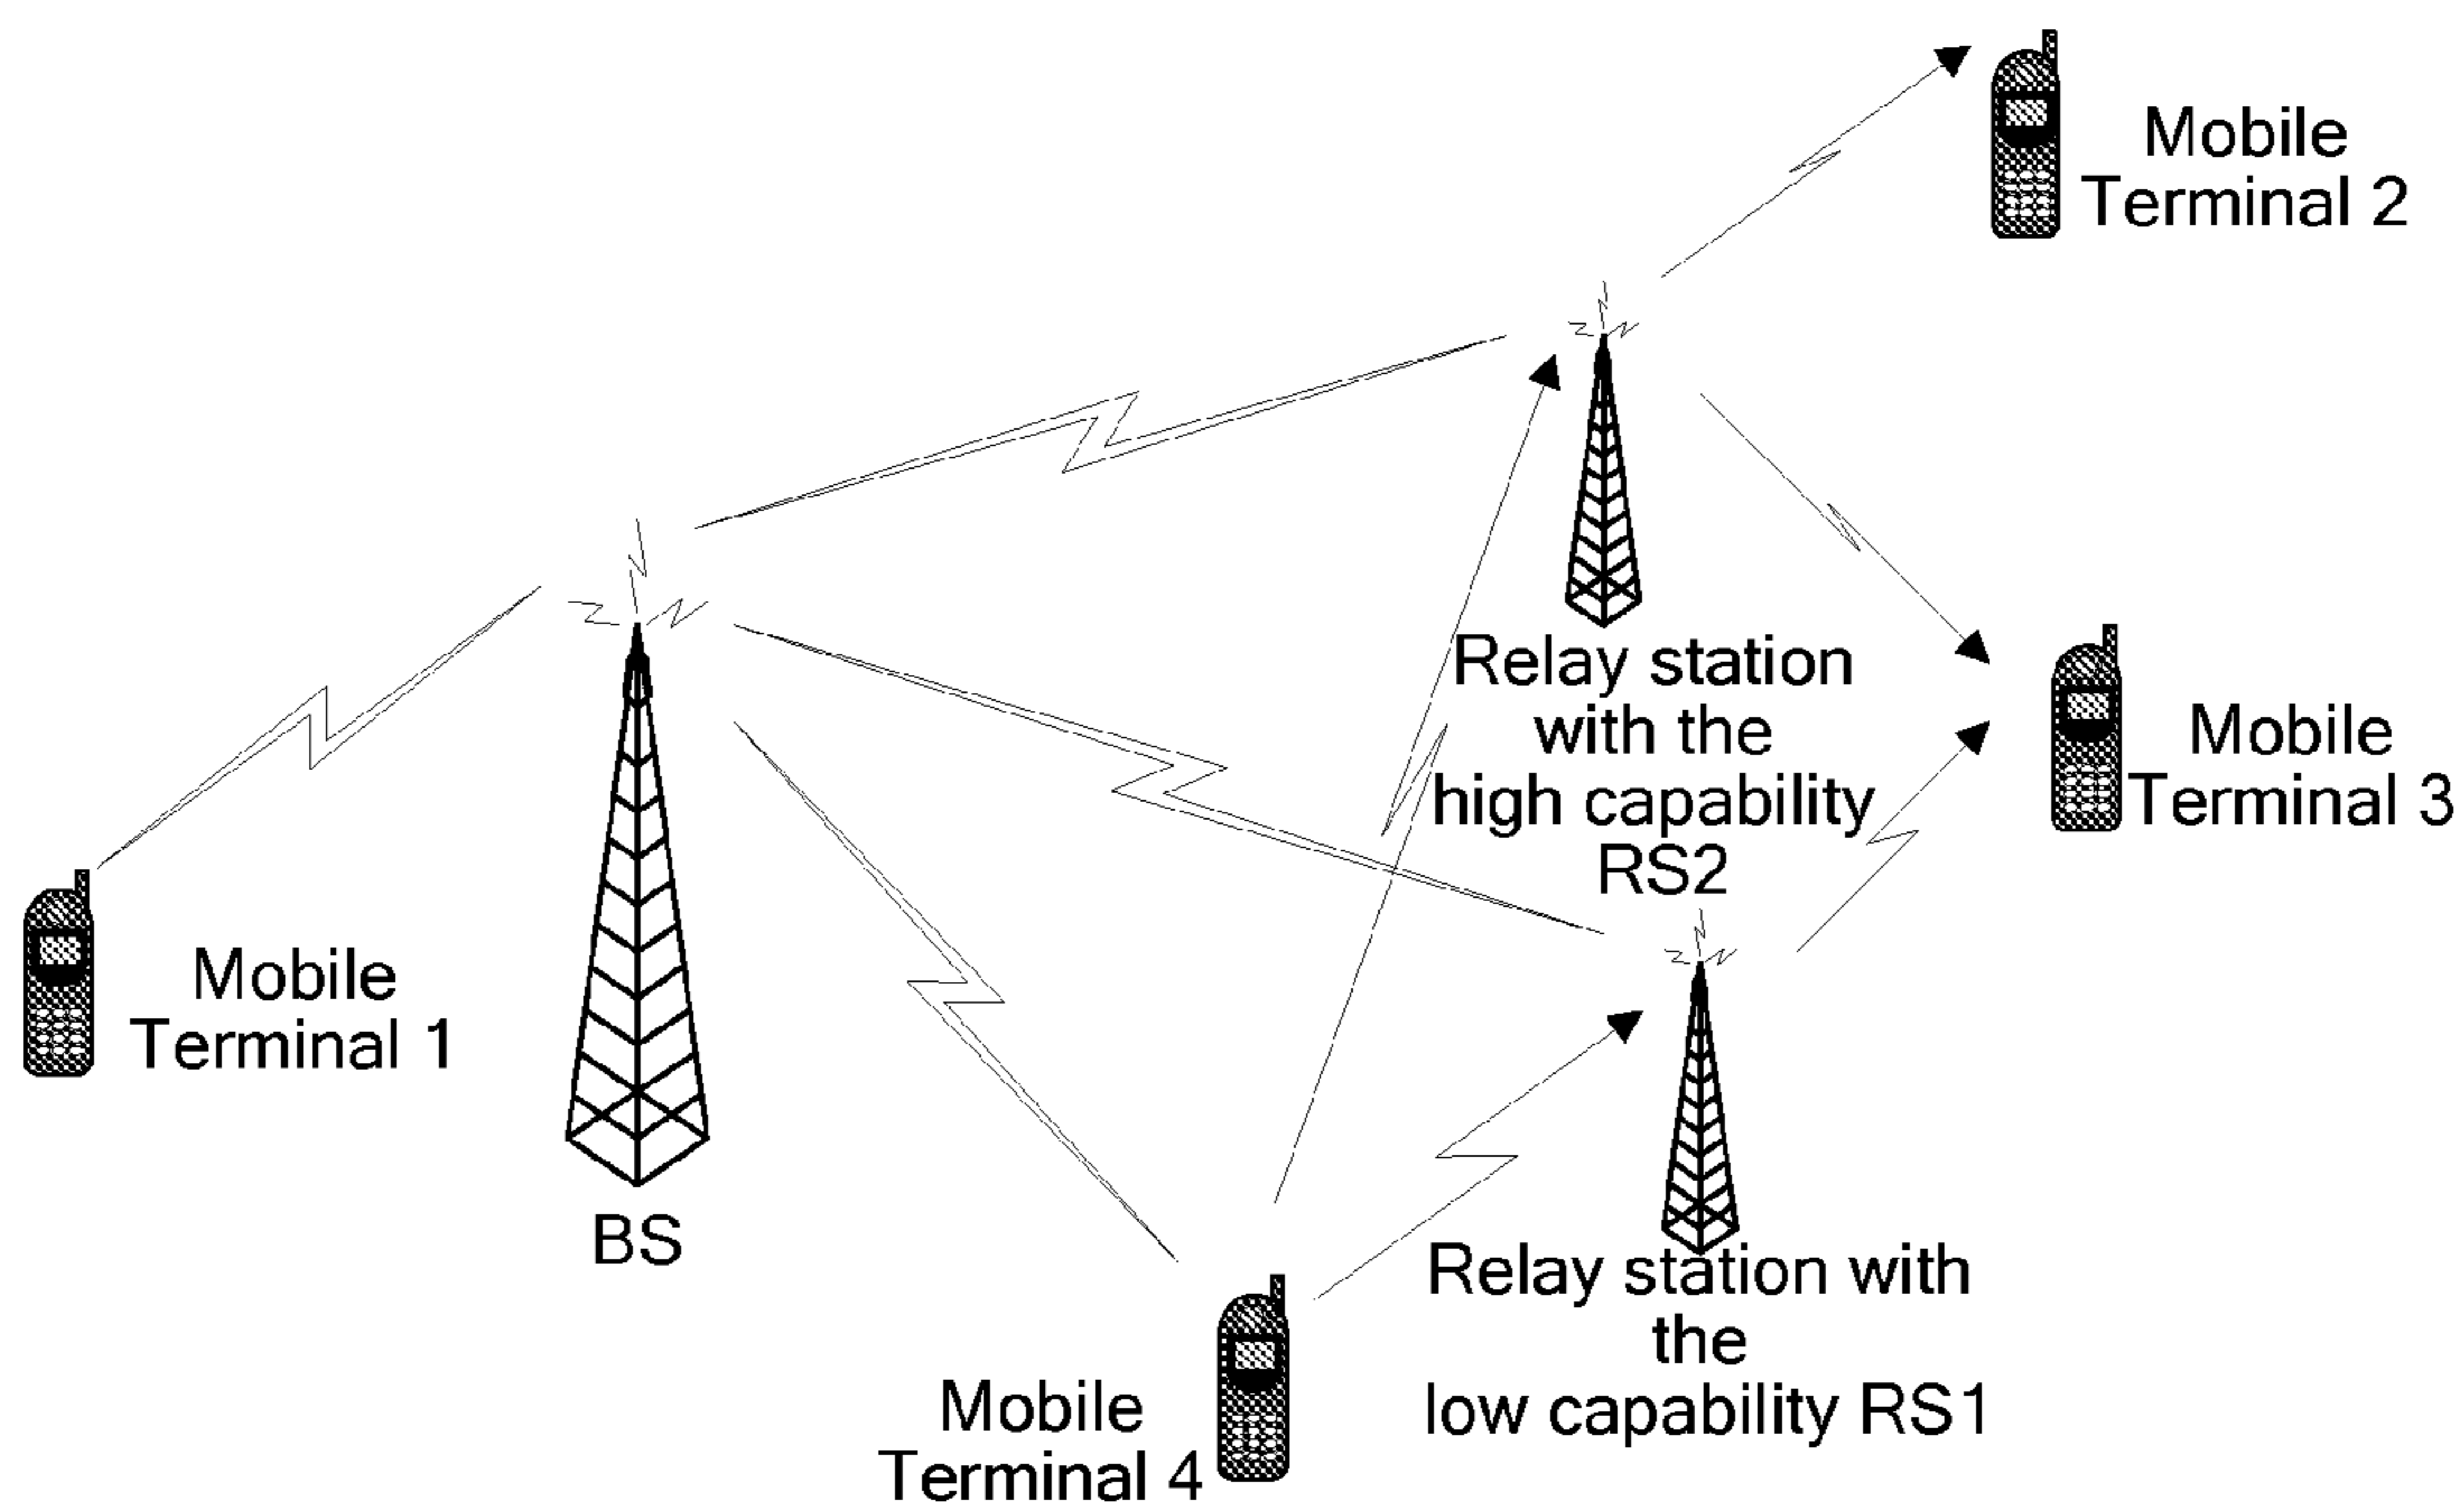 Mobile
Terminal 2
Relay station
with the
high capability
RS2
Mobile
Terminal 3
Mobile
Terminal 1
BS
Relay station with
the
low capability RS1
Mobile
Terminal 4